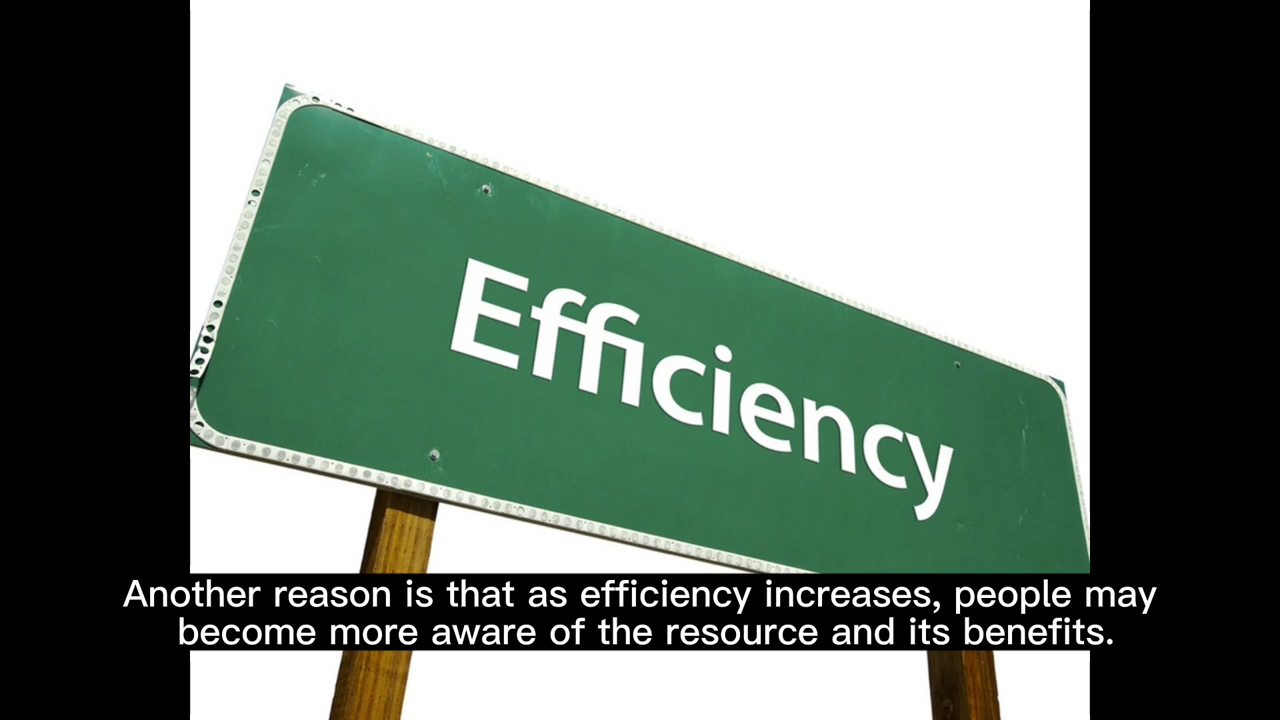 Efficiency
Another reason is that as efficiency increases, people may
become more aware of the resource and its benefits.